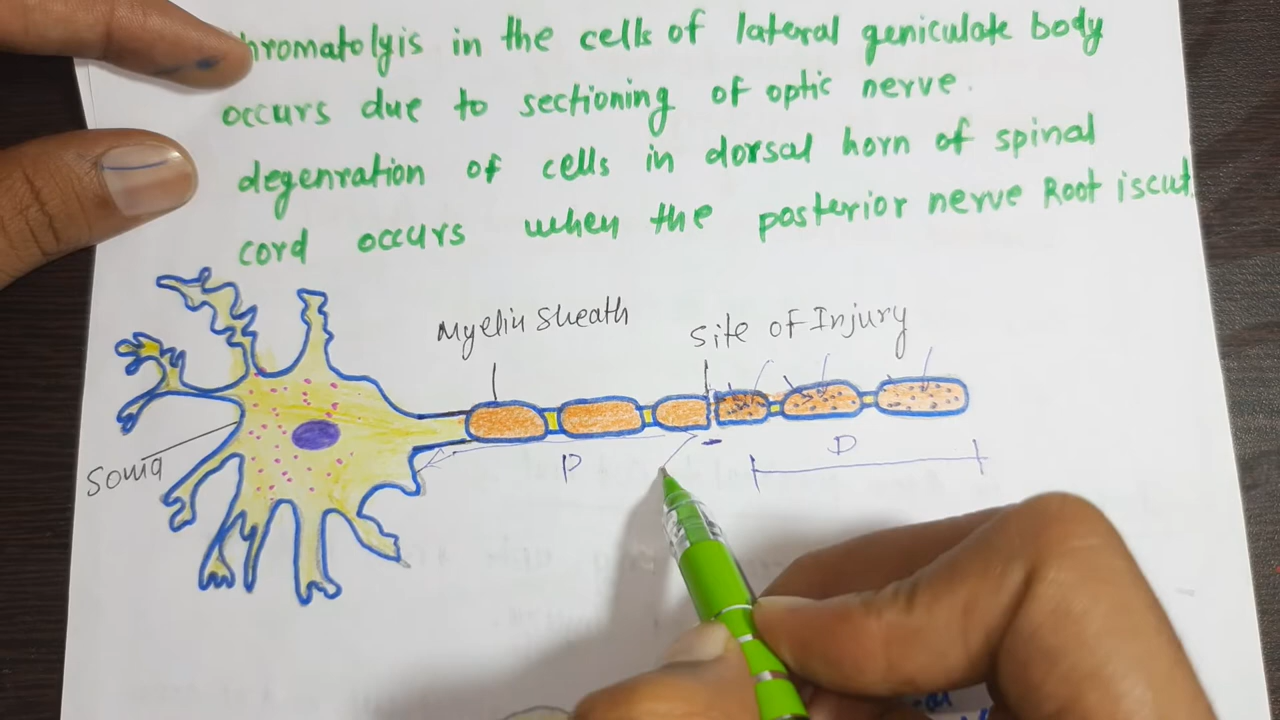 hromatolyis in the cells of lateral geniculate body
occurs due to sectioning of optic nerve.
degenration of cells in dorsal horn of spinal
cord occurs when the posterior nerve Root is cut
Myelin Sheath
Site of Injury
Soma
P
D